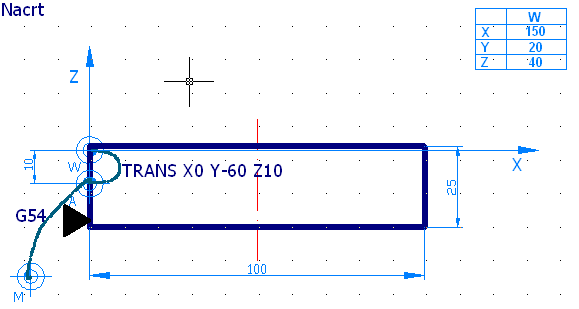 Nacrt
W
X 150
Y 20
Z 40
Z
10
W
TRANS X0 Y-60 Z10
X
25
A
G54
100
M